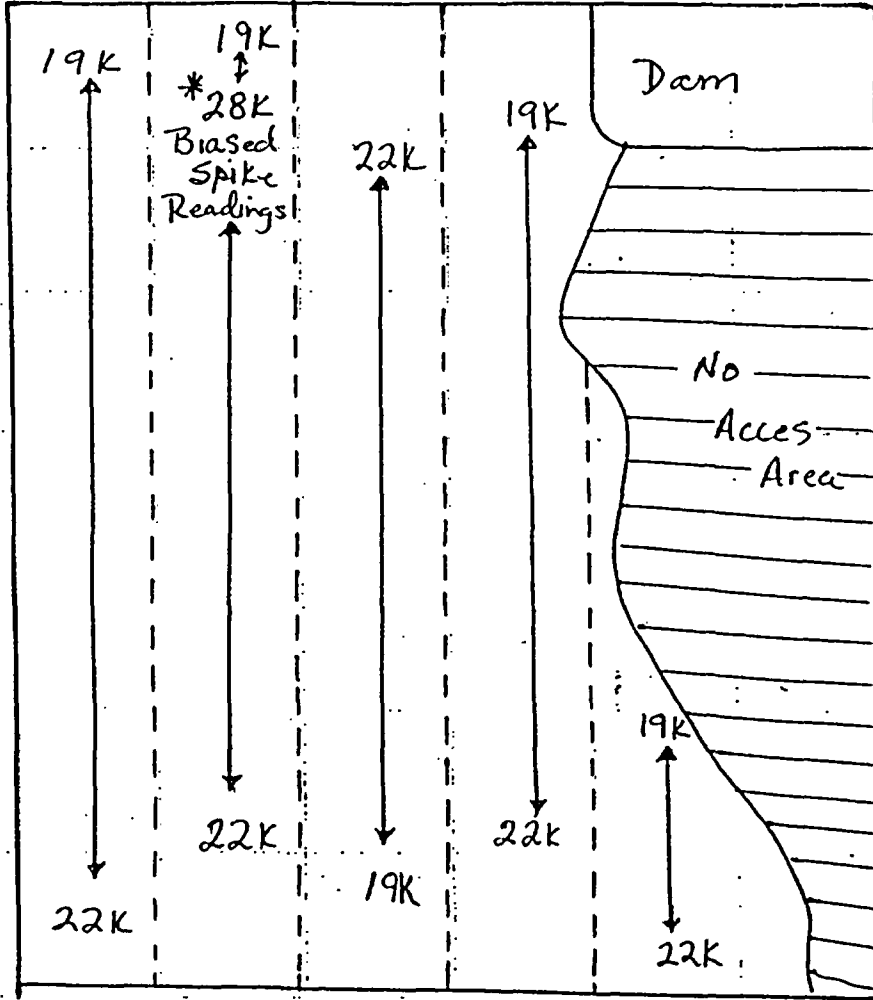 19K
22K
19K
*28K
Biased
Spike
Readings
22K
22K
19K
19K
22K
Dam
No
Acces
Area
19K
22K